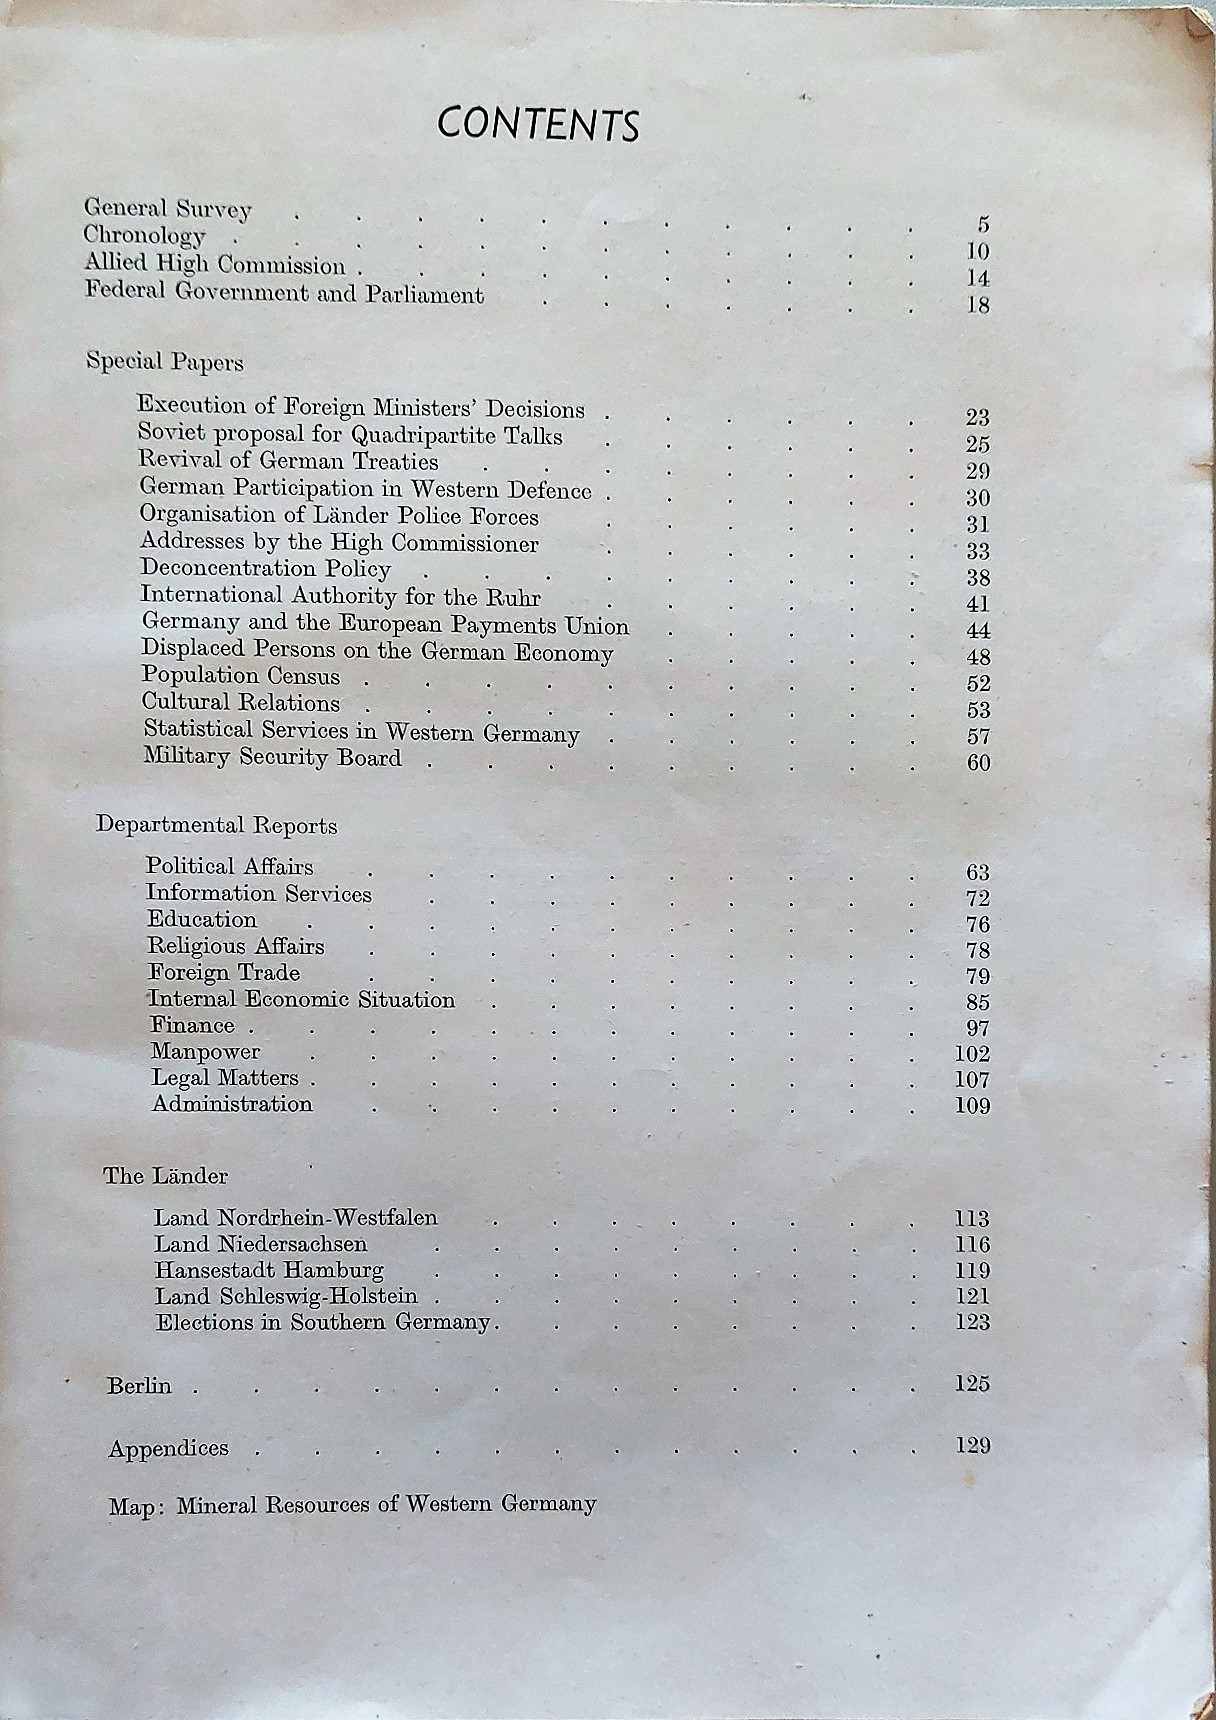 CONTENTS
General Survey . . . . . . . . . . . 5
Chronology . . . . . . . . . . . . 10
Allied High Commission . . . . . . . . . . 14
Federal Government and Parliament . . . . . . . 18
Special Papers
Execution of Foreign Ministers' Decisions . . . . . . 23
Soviet proposal for Quadripartite Talks . . . . . . 25
Revival of German Treaties . . . . . . . . 29
German Participation in Western Defence . . . . . . 30
Organisation of Länder Police Forces . . . . . . 31
Addresses by the High Commissioner . . . . . . 33
Deconcentration Policy . . . . . . . . . 38
International Authority for the Ruhr . . . . . . 41
Germany and the European Payments Union . . . . . 44
Displaced Persons on the German Economy . . . . . 48
Population Census . . . . . . . . . . 52
Cultural Relations . . . . . . . . . . 53
Statistical Services in Western Germany . . . . . . 57
Military Security Board . . . . . . . . . 60
Departmental Reports
Political Affairs . . . . . . . . . . 63
Information Services . . . . . . . . . 72
Education . . . . . . . . . . . 76
Religious Affairs . . . . . . . . . . 78
Foreign Trade . . . . . . . . . . 79
Internal Economic Situation . . . . . . . . 85
Finance . . . . . . . . . . . . 97
Manpower . . . . . . . . . . . 102
Legal Matters . . . . . . . . . . . 107
Administration . . . . . . . . . . 109
The Länder
Land Nordrhein-Westfalen . . . . . . . . 113
Land Niedersachsen . . . . . . . . . 116
Hansestadt Hamburg . . . . . . . . . 119
Land Schleswig-Holstein . . . . . . . . . 121
Elections in Southern Germany . . . . . . . . 123
Berlin . . . . . . . . . . . . . 125
Appendices . . . . . . . . . . . . 129
Map: Mineral Resources of Western Germany